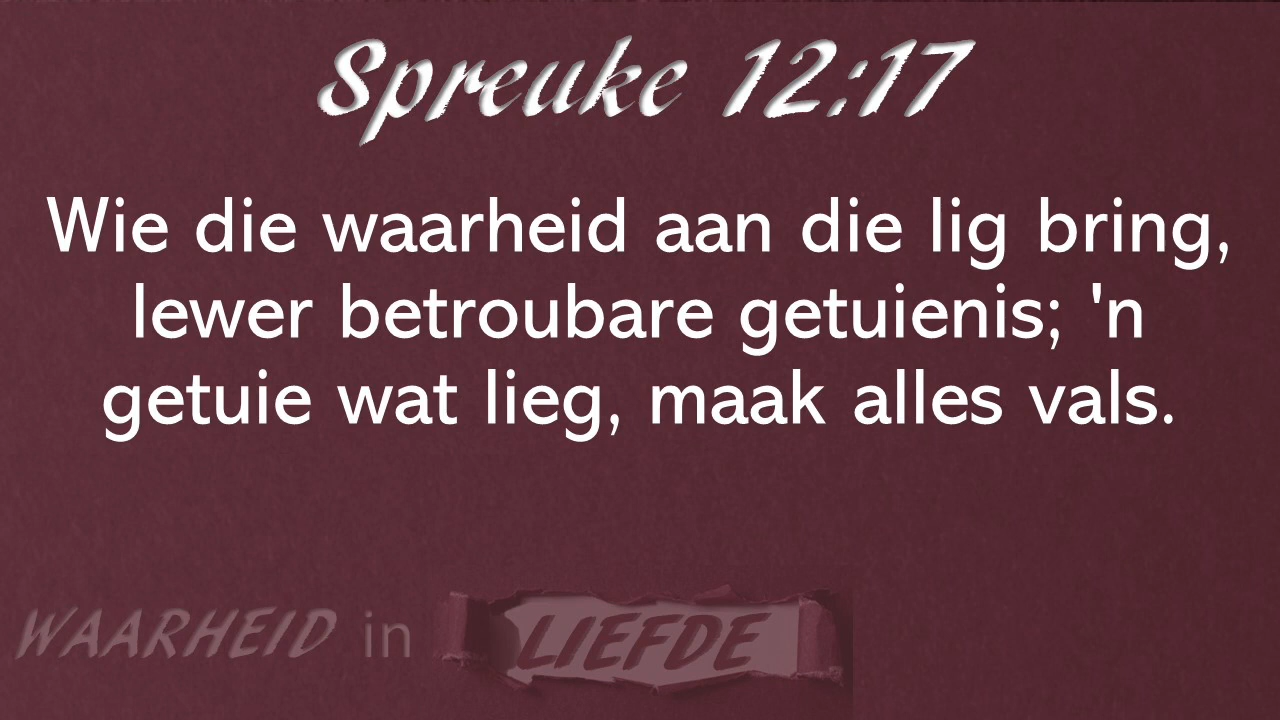 Spreuke 12:17
Wie die waarheid aan die lig bring,
lewer betroubare getuienis; 'n
getuie wat lieg, maak alles vals.
WAARHEID in LIEFDE